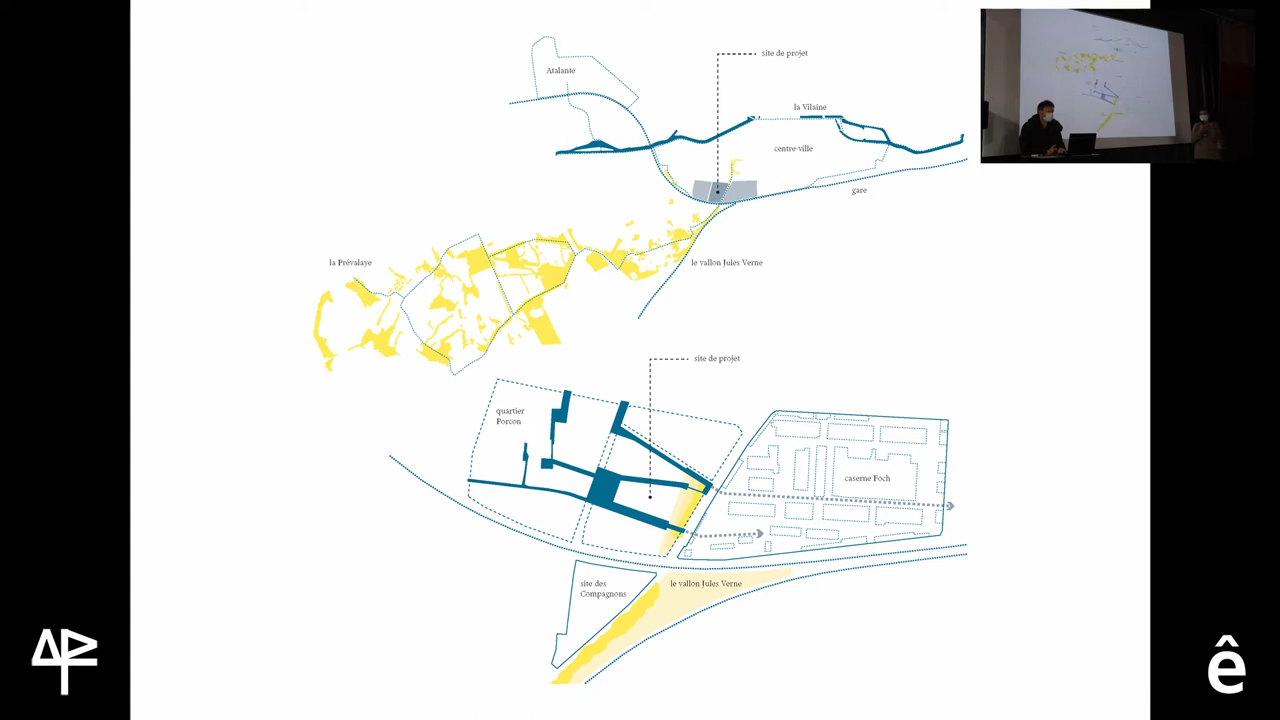 site de projet
Atalante
la Vilaine
centre-ville
gare
la Prévalaye
le vallon Jules Verne
site de projet
quartier
Porcon
caserne Foch
site des
Compagnons
le vallon Jules Verne
ê